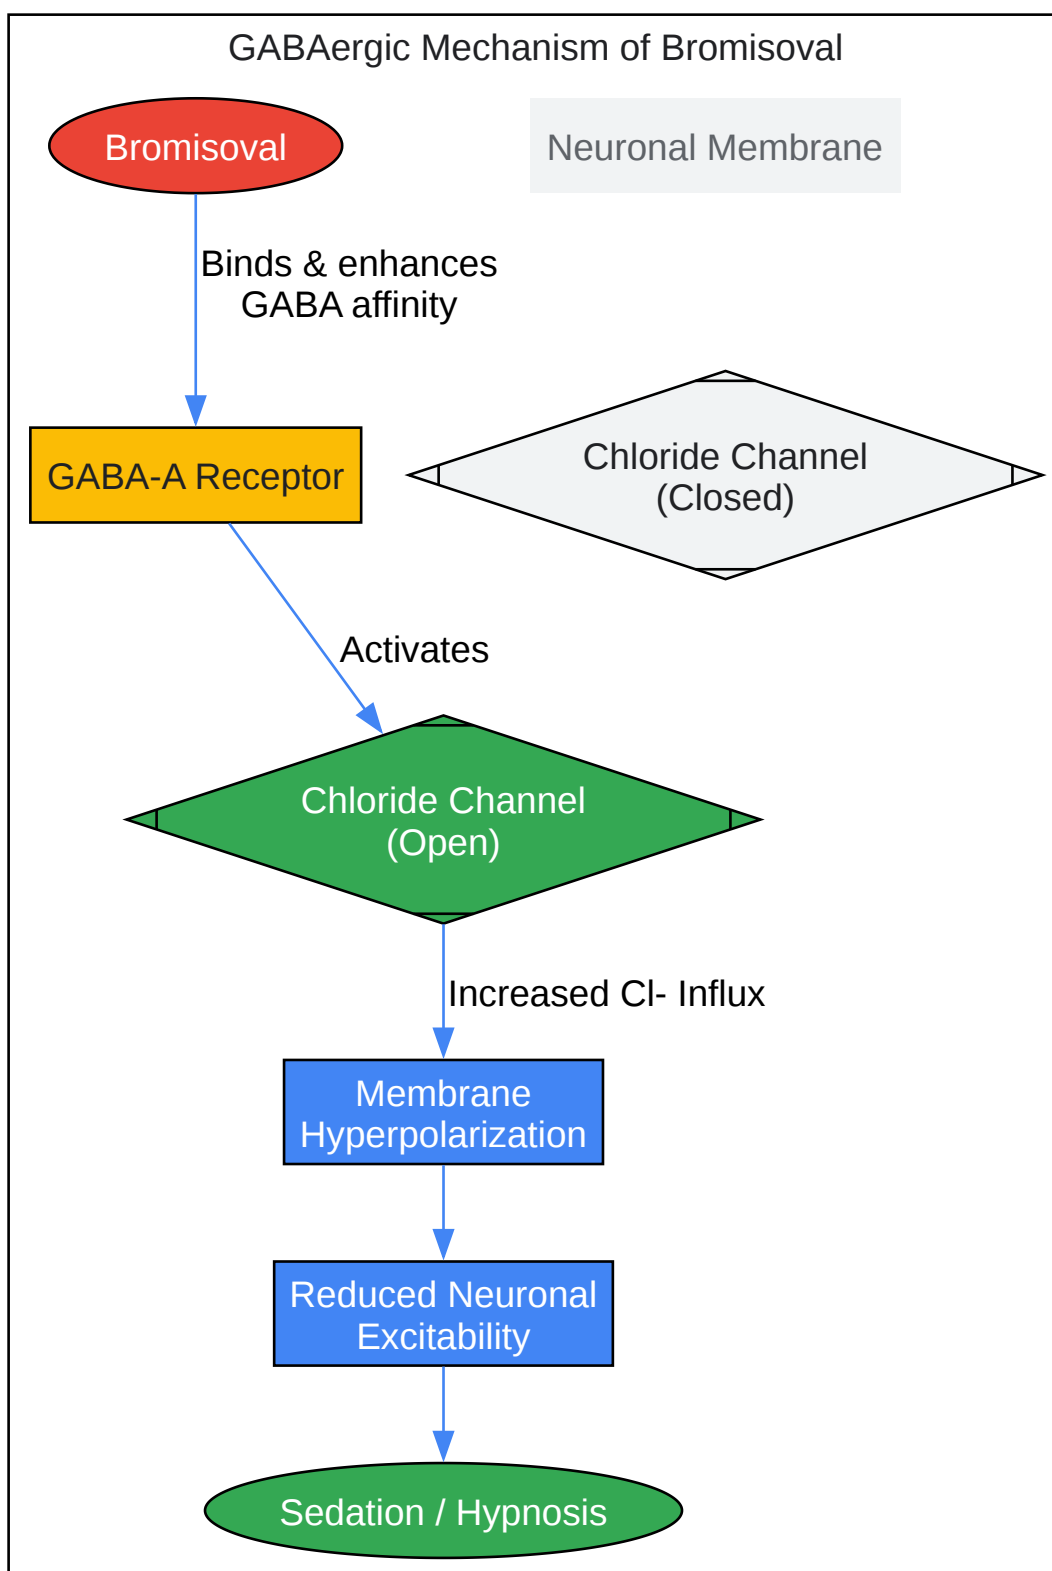 GABAergic Mechanism of Bromisoval
Bromisoval
Neuronal Membrane
Binds & enhances
GABA affinity
GABA-A Receptor
Chloride Channel
(Closed)
Activates
Chloride Channel
(Open)
Increased Cl- Influx
Membrane
Hyperpolarization
Reduced Neuronal
Excitability
Sedation / Hypnosis